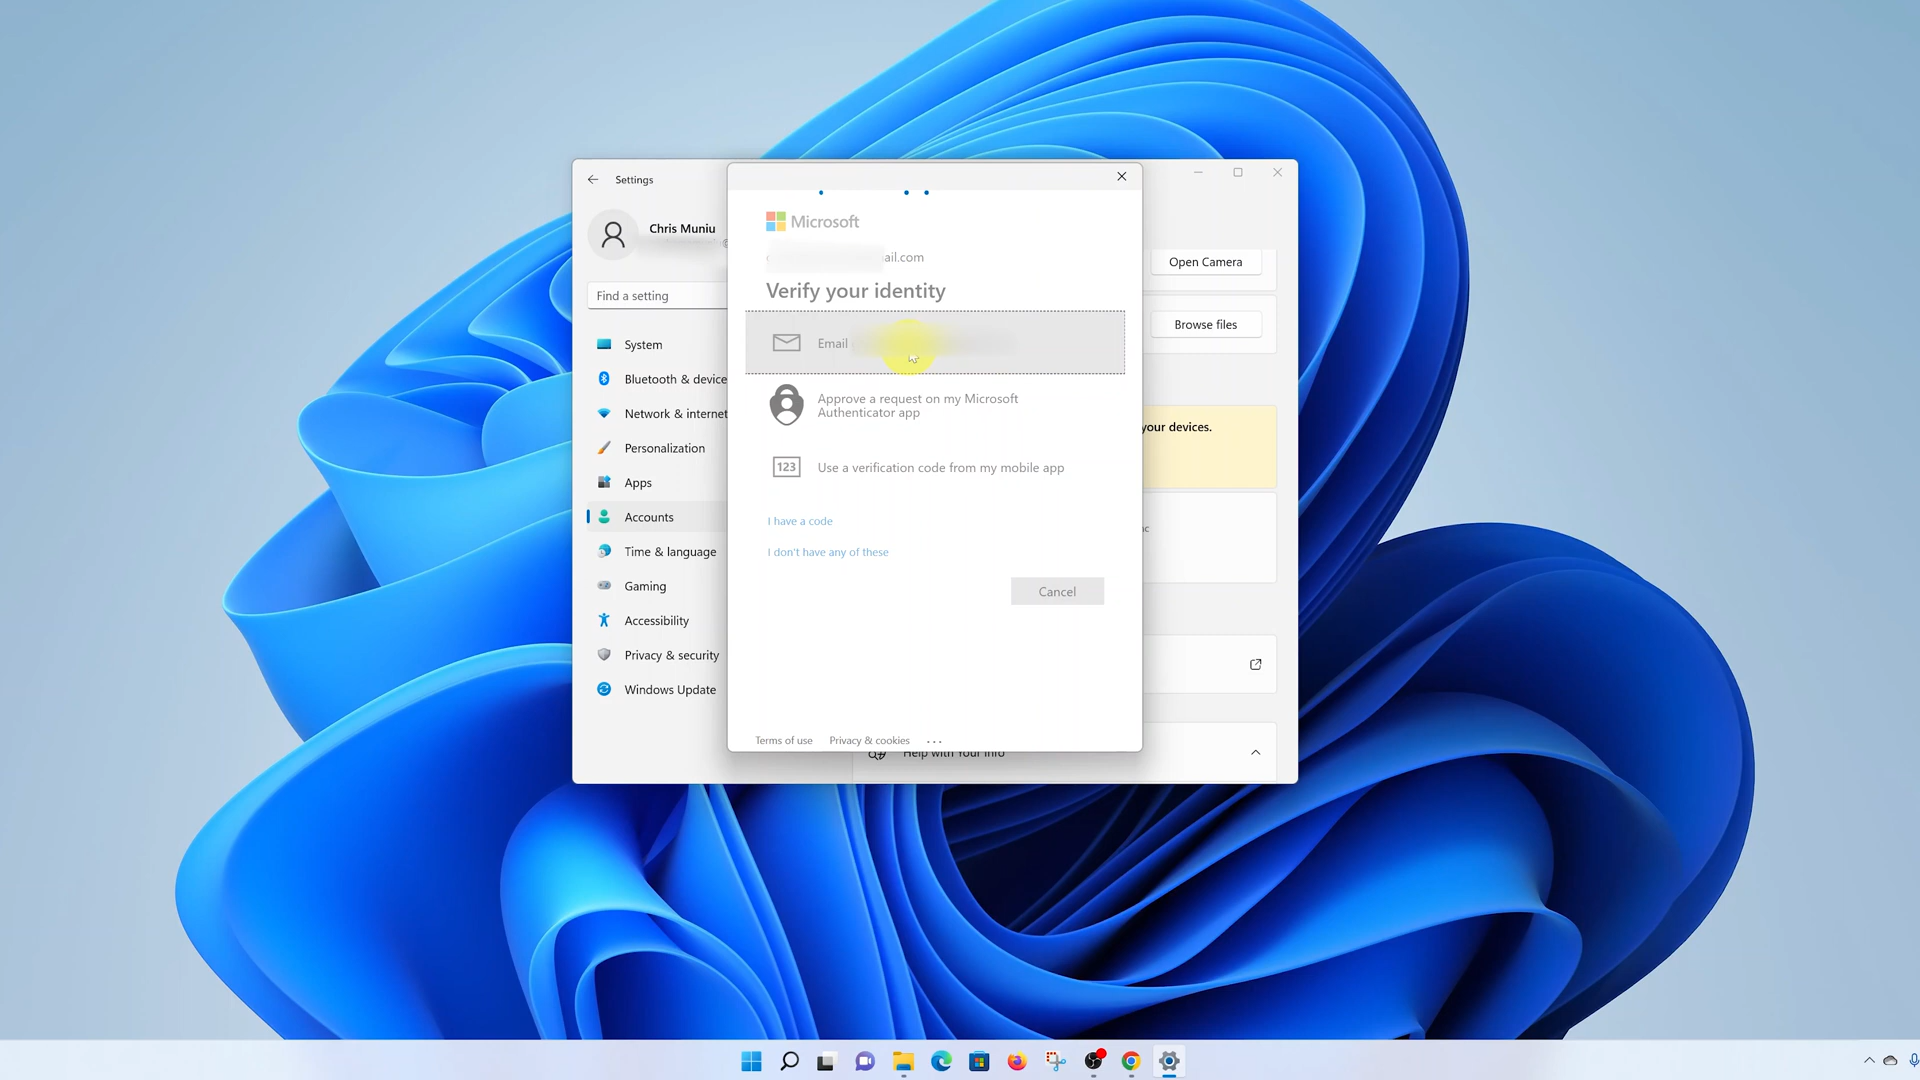 Settings
Chris Muniu
Find a setting
System
Bluetooth & device
Network & internet
Personalization
Apps
Accounts
Time & language
Gaming
Accessibility
Privacy & security
Windows Update
Microsoft
ail.com
Verify your identity
Email
Approve a request on my Microsoft
Authenticator app
123
Use a verification code from my mobile app
I have a code
I don't have any of these
Cancel
Terms of use
Privacy & cookies
...
Open Camera
Browse files
your devices.
Help with Your info